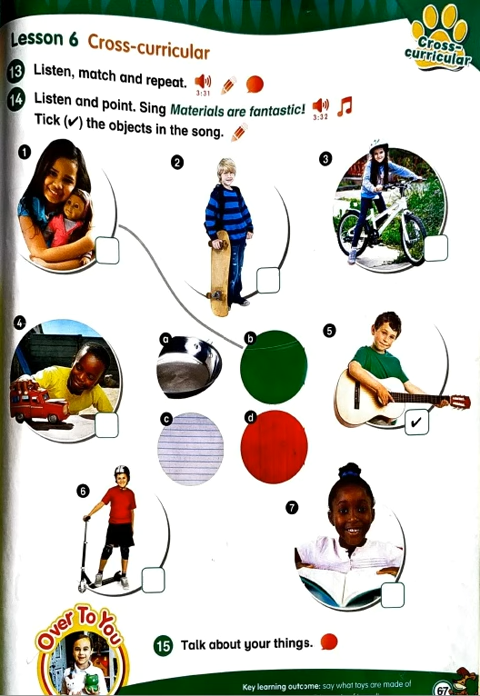 Lesson 6 Cross-curricular
Cross-
curricular
13 Listen, match and repeat. 3:31
14 Listen and point. Sing Materials are fantastic! 3:32
Tick (✔) the objects in the song.
1
2
3
4
a
b
5
✔
c
d
6
7
Over To You
15 Talk about your things.
Key learning outcome: say what toys are made of
67